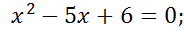 x² − 5x + 6 = 0;